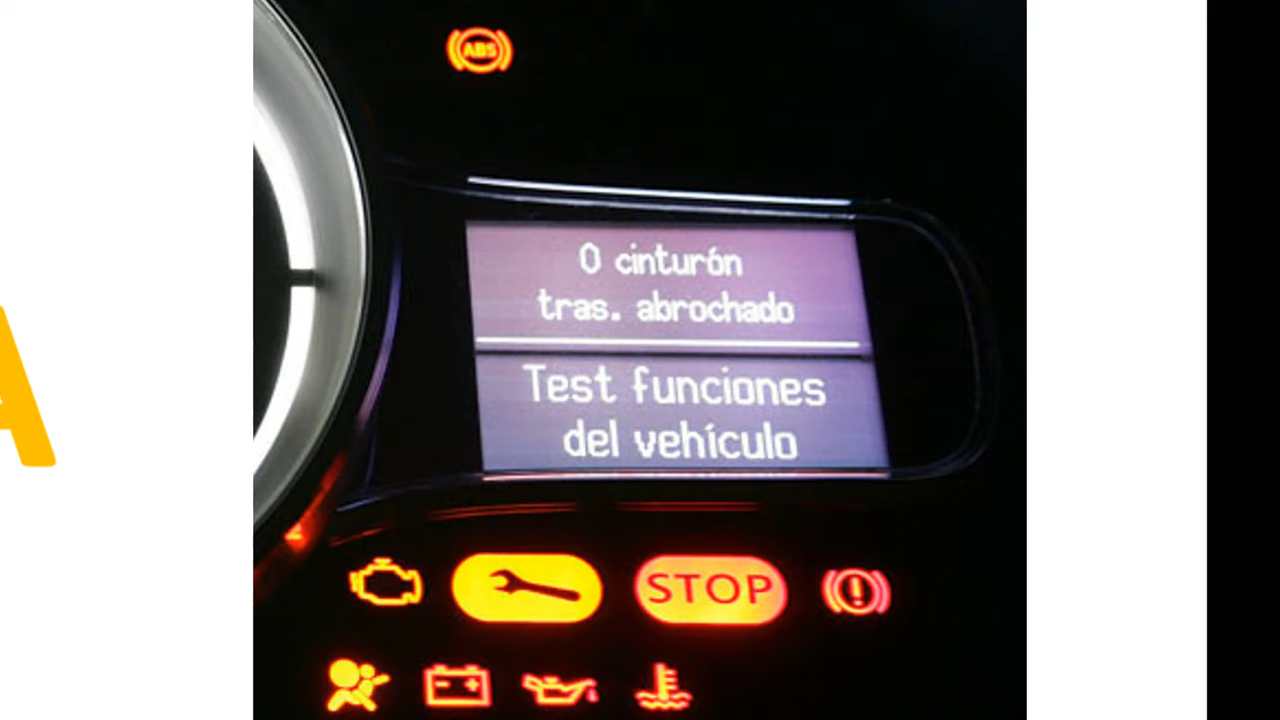 ABS
0 cinturón
tras. abrochado
Test funciones
del vehículo
STOP
A